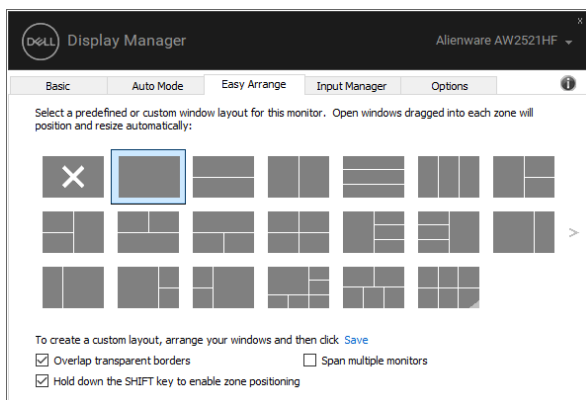 DELL Display Manager
Alienware AW2521HF
Basic
Auto Mode
Easy Arrange
Input Manager
Options
Select a predefined or custom window layout for this monitor. Open windows dragged into each zone will
position and resize automatically:
To create a custom layout, arrange your windows and then click Save
Overlap transparent borders
Span multiple monitors
Hold down the SHIFT key to enable zone positioning